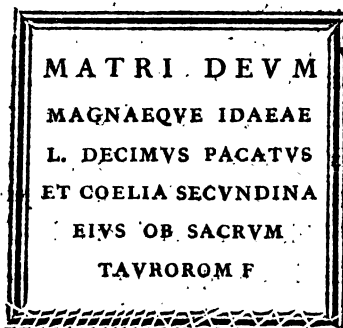 MATRI DEVM
MAGNAEQVE IDAEAE
L. DECIMVS PACATVS
ET COELIA SECVNDINA
EIVS OB SACRVM
TAVROROM F